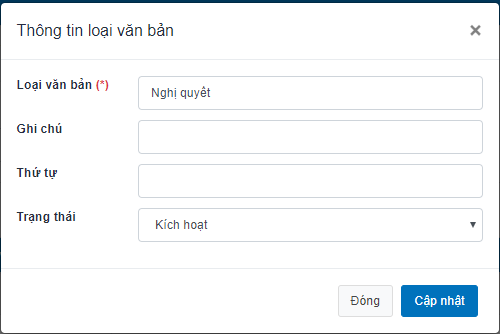 Thông tin loại văn bản
×
Loại văn bản (*)
Nghị quyết
Ghi chú
Thứ tự
Trạng thái
Kích hoạt
Đóng
Cập nhật